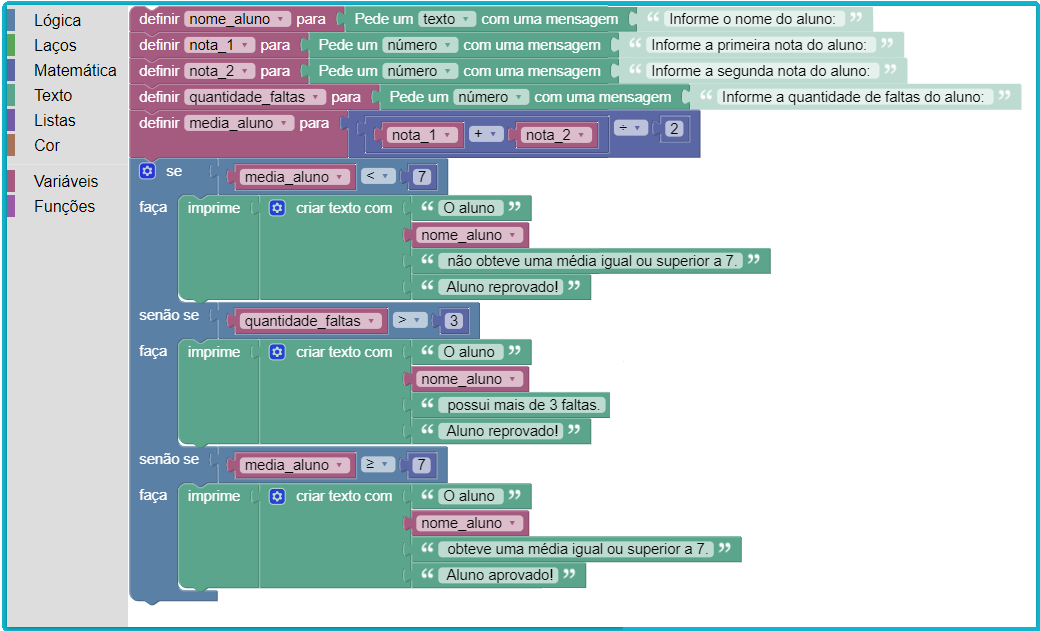 Lógica
Laços
Matemática
Texto
Listas
Cor
Variáveis
Funções
definir nome_aluno para Pede um texto com uma mensagem “ Informe o nome do aluno: ”
definir nota_1 para Pede um número com uma mensagem “ Informe a primeira nota do aluno: ”
definir nota_2 para Pede um número com uma mensagem “ Informe a segunda nota do aluno: ”
definir quantidade_faltas para Pede um número com uma mensagem “ Informe a quantidade de faltas do aluno: ”
definir media_aluno para nota_1 + nota_2 ÷ 2
se media_aluno < 7
faça imprime criar texto com “ O aluno ”
nome_aluno
“ não obteve uma média igual ou superior a 7. ”
“ Aluno reprovado! ”
senão se quantidade_faltas > 3
faça imprime criar texto com “ O aluno ”
nome_aluno
“ possui mais de 3 faltas.
“ Aluno reprovado! ”
senão se media_aluno ≥ 7
faça imprime criar texto com “ O aluno ”
nome_aluno
“ obteve uma média igual ou superior a 7. ”
“ Aluno aprovado! ”